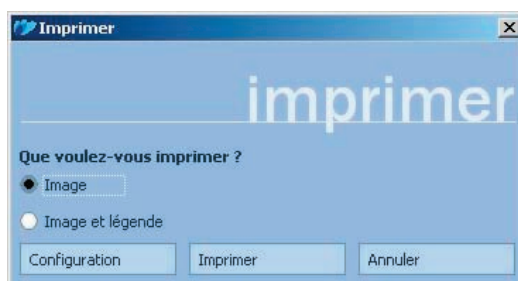 Imprimer
imprimer
Que voulez-vous imprimer ?
Image
Image et légende
Configuration Imprimer Annuler